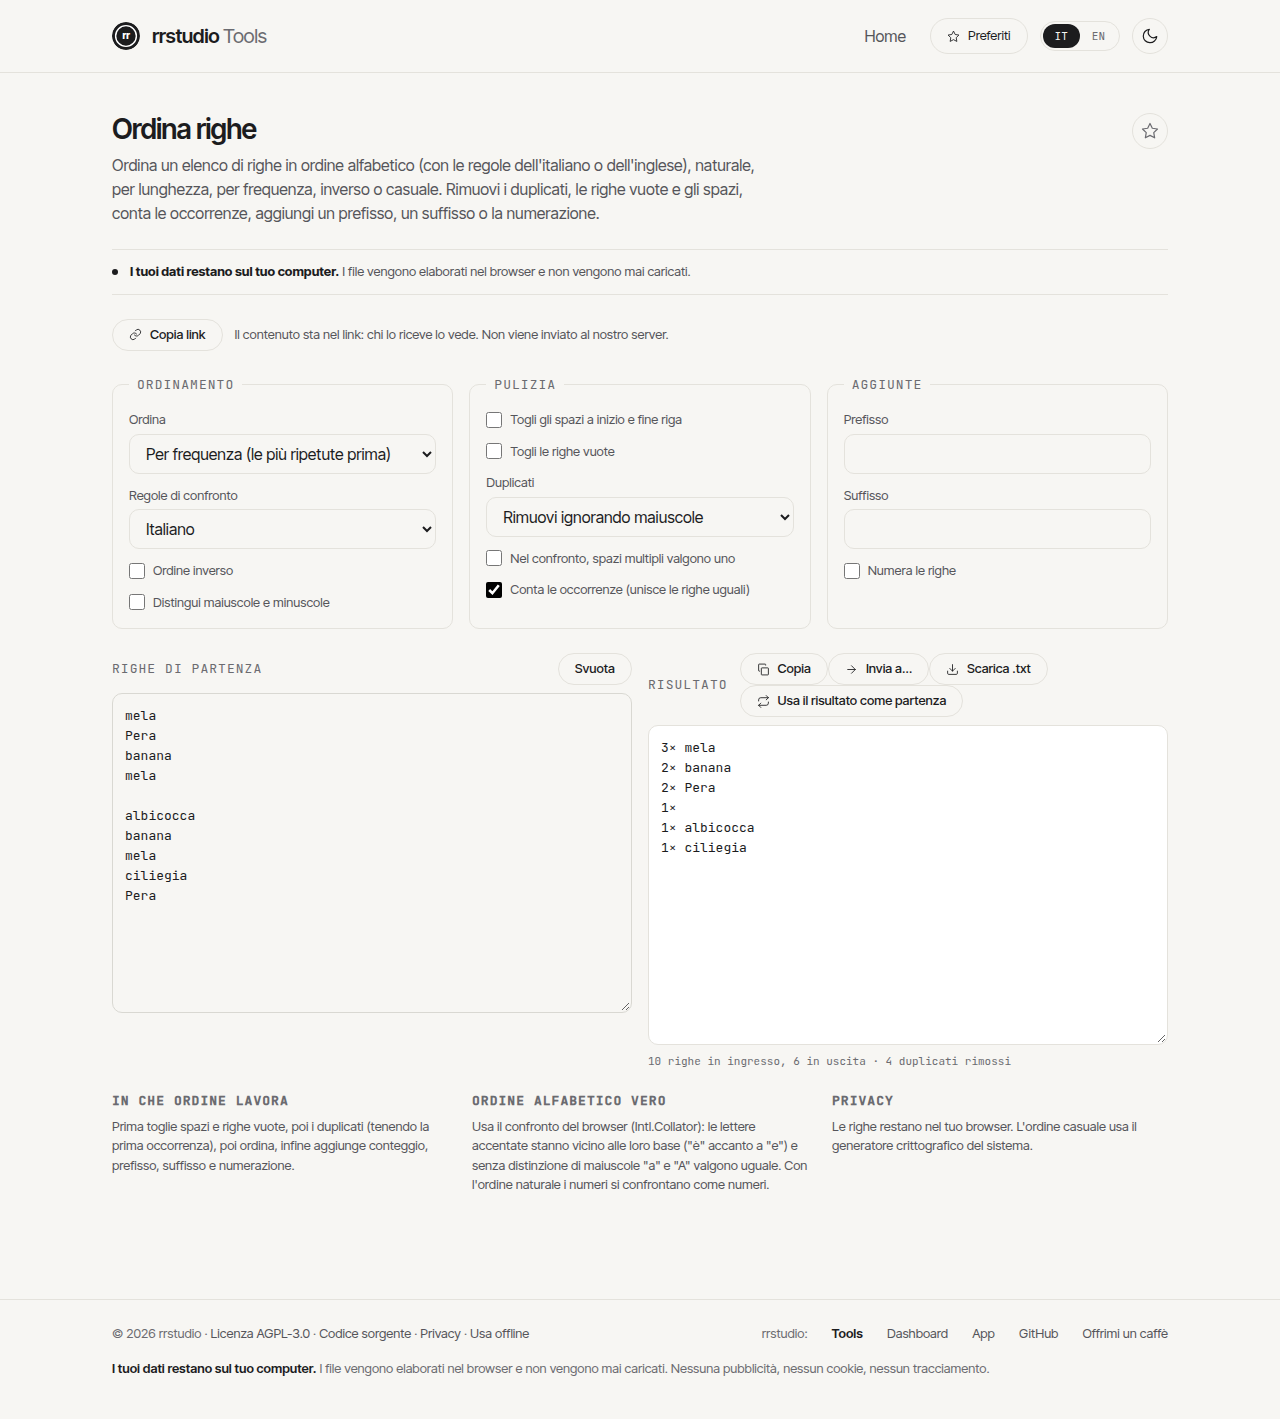 rr rrstudio Tools
Home
Preferiti
IT EN
Ordina righe
Ordina un elenco di righe in ordine alfabetico (con le regole dell'italiano o dell'inglese), naturale,
per lunghezza, per frequenza, inverso o casuale. Rimuovi i duplicati, le righe vuote e gli spazi,
conta le occorrenze, aggiungi un prefisso, un suffisso o la numerazione.
I tuoi dati restano sul tuo computer. I file vengono elaborati nel browser e non vengono mai caricati.
Copia link
Il contenuto sta nel link: chi lo riceve lo vede. Non viene inviato al nostro server.
ORDINAMENTO
Ordina
Per frequenza (le più ripetute prima)
Regole di confronto
Italiano
Ordine inverso
Distingui maiuscole e minuscole
PULIZIA
Togli gli spazi a inizio e fine riga
Togli le righe vuote
Duplicati
Rimuovi ignorando maiuscole
Nel confronto, spazi multipli valgono uno
Conta le occorrenze (unisce le righe uguali)
AGGIUNTE
Prefisso
Suffisso
Numera le righe
RIGHE DI PARTENZA
Svuota
mela
Pera
banana
mela
albicocca
banana
mela
ciliegia
Pera
RISULTATO
Copia
Invia a...
Scarica .txt
Usa il risultato come partenza
3× mela
2× banana
2× Pera
1×
1× albicocca
1× ciliegia
10 righe in ingresso, 6 in uscita · 4 duplicati rimossi
IN CHE ORDINE LAVORA
Prima toglie spazi e righe vuote, poi i duplicati (tenendo la
prima occorrenza), poi ordina, infine aggiunge conteggio,
prefisso, suffisso e numerazione.
ORDINE ALFABETICO VERO
Usa il confronto del browser (Intl.Collator): le lettere
accentate stanno vicino alle loro base ("è" accanto a "e") e
senza distinzione di maiuscole "a" e "A" valgono uguale. Con
l'ordine naturale i numeri si confrontano come numeri.
PRIVACY
Le righe restano nel tuo browser. L'ordine casuale usa il
generatore crittografico del sistema.
© 2026 rrstudio · Licenza AGPL-3.0 · Codice sorgente · Privacy · Usa offline
rrstudio: Tools Dashboard App GitHub Offrimi un caffè
I tuoi dati restano sul tuo computer. I file vengono elaborati nel browser e non vengono mai caricati. Nessuna pubblicità, nessun cookie, nessun tracciamento.